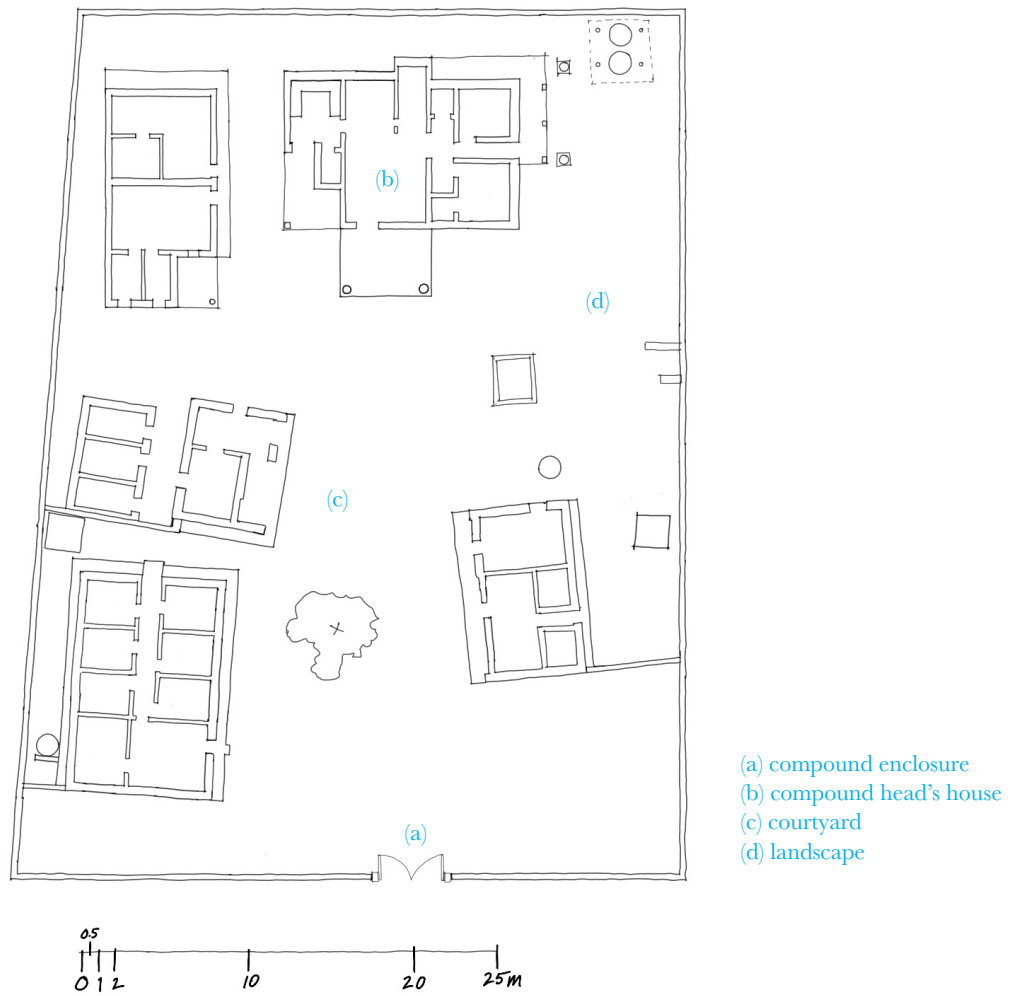 (b)
(d)
(c)
(a)
(a) compound enclosure
(b) compound head’s house
(c) courtyard
(d) landscape
0.5
0 1 2 10 20 25m